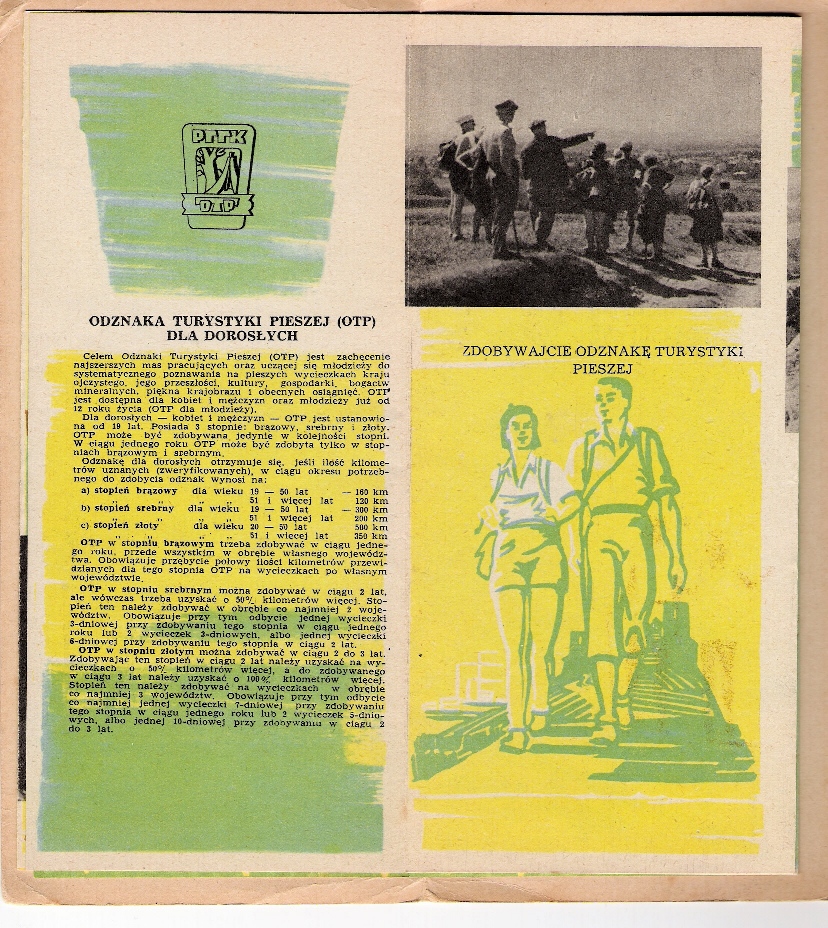 PTTK
OTP
ODZNAKA TURYSTYKI PIESZEJ (OTP)
DLA DOROSŁYCH
Celem Odznaki Turystyki Pieszej (OTP) jest zachęcenie
najszerszych mas pracujących oraz uczącej się młodzieży do
systematycznego poznawania na pieszych wycieczkach kraju
ojczystego, jego przeszłości, kultury, gospodarki, bogactw
mineralnych, piękna krajobrazu i obecnych osiągnięć. OTP
jest dostępna dla kobiet i mężczyzn oraz młodzieży już od
12 roku życia (OTP dla młodzieży).
Dla dorosłych — kobiet i mężczyzn — OTP jest ustanowio-
na od 19 lat. Posiada 3 stopnie: brązowy, srebrny i złoty.
OTP może być zdobywana jedynie w kolejności stopni.
W ciągu jednego roku OTP może być zdobyta tylko w stop-
niach brązowym i srebrnym.
Odznakę dla dorosłych otrzymuje się, jeśli ilość kilome-
trów uznanych (zweryfikowanych), w ciągu okresu potrzeb-
nego do zdobycia odznak wynosi na:
a) stopień brązowy dla wieku 19 — 50 lat — 160 km
„ „ „ „ 51 i więcej lat 120 km
b) stopień srebrny dla wieku 19 — 50 lat — 300 km
„ „ „ „ 51 i więcej lat 200 km
c) stopień złoty dla wieku 20 — 50 lat 500 km
„ „ „ „ 51 i więcej lat 350 km
OTP w stopniu brązowym trzeba zdobywać w ciągu jedne-
go roku, przede wszystkim w obrębie własnego wojewódz-
twa. Obowiązuje przebycie połowy ilości kilometrów przewi-
dzianych dla tego stopnia OTP na wycieczkach po własnym
województwie.
OTP w stopniu srebrnym można zdobywać w ciągu 2 lat,
ale wówczas trzeba uzyskać o 50% kilometrów więcej. Sto-
pień ten należy zdobywać w obrębie co najmniej 2 woje-
wództw. Obowiązuje przy tym odbycie jednej wycieczki
3-dniowej przy zdobywaniu tego stopnia w ciągu jednego
roku lub 2 wycieczek 3-dniowych, albo jednej wycieczki
6-dniowej przy zdobywaniu tego stopnia w ciągu 2 lat.
OTP w stopniu złotym można zdobywać w ciągu 2 do 3 lat.
Zdobywając ten stopień w ciągu 2 lat należy uzyskać na wy-
cieczkach o 50% kilometrów więcej, a do zdobywanego
w ciągu 3 lat należy uzyskać o 100% kilometrów więcej.
Stopień ten należy zdobywać na wycieczkach w obrębie
co najmniej 3 województw. Obowiązuje przy tym odbycie
co najmniej jednej wycieczki 7-dniowej przy zdobywaniu
tego stopnia w ciągu jednego roku lub 2 wycieczek 5-dnio-
wych, albo jednej 10-dniowej przy zdobywaniu w ciągu 2
do 3 lat.
ZDOBYWAJCIE ODZNAKĘ TURYSTYKI
PIESZEJ